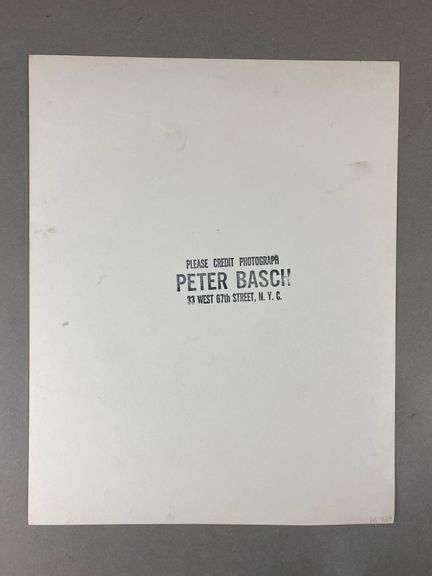 PLEASE CREDIT PHOTOGRAPH
PETER BASCH
33 WEST 67th STREET, N. Y. C.